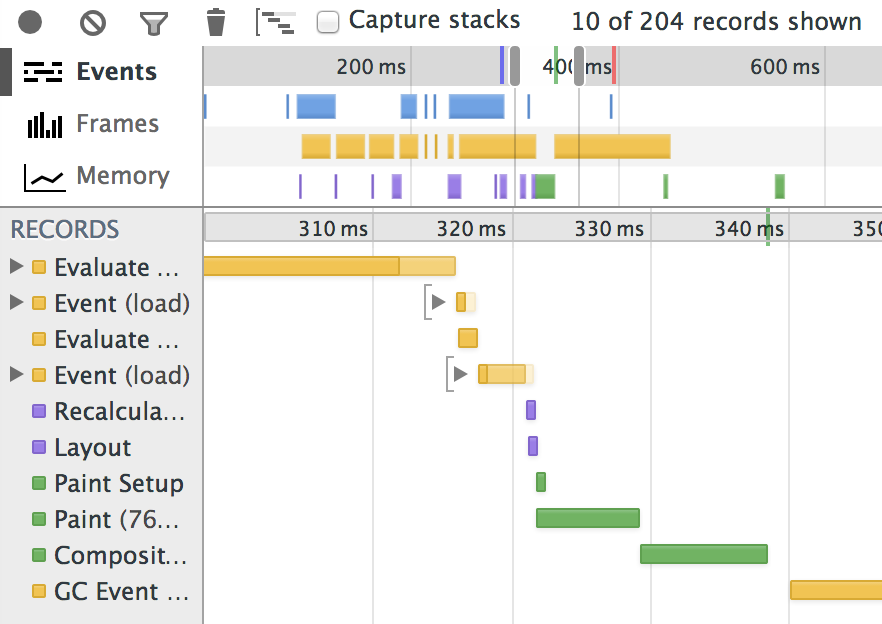 Capture stacks 10 of 204 records shown
Events
200 ms 400 ms 600 ms
Frames
Memory
RECORDS
310 ms 320 ms 330 ms 340 ms 350
Evaluate ...
Event (load)
Evaluate ...
Event (load)
Recalcula...
Layout
Paint Setup
Paint (76...
Composit...
GC Event ...